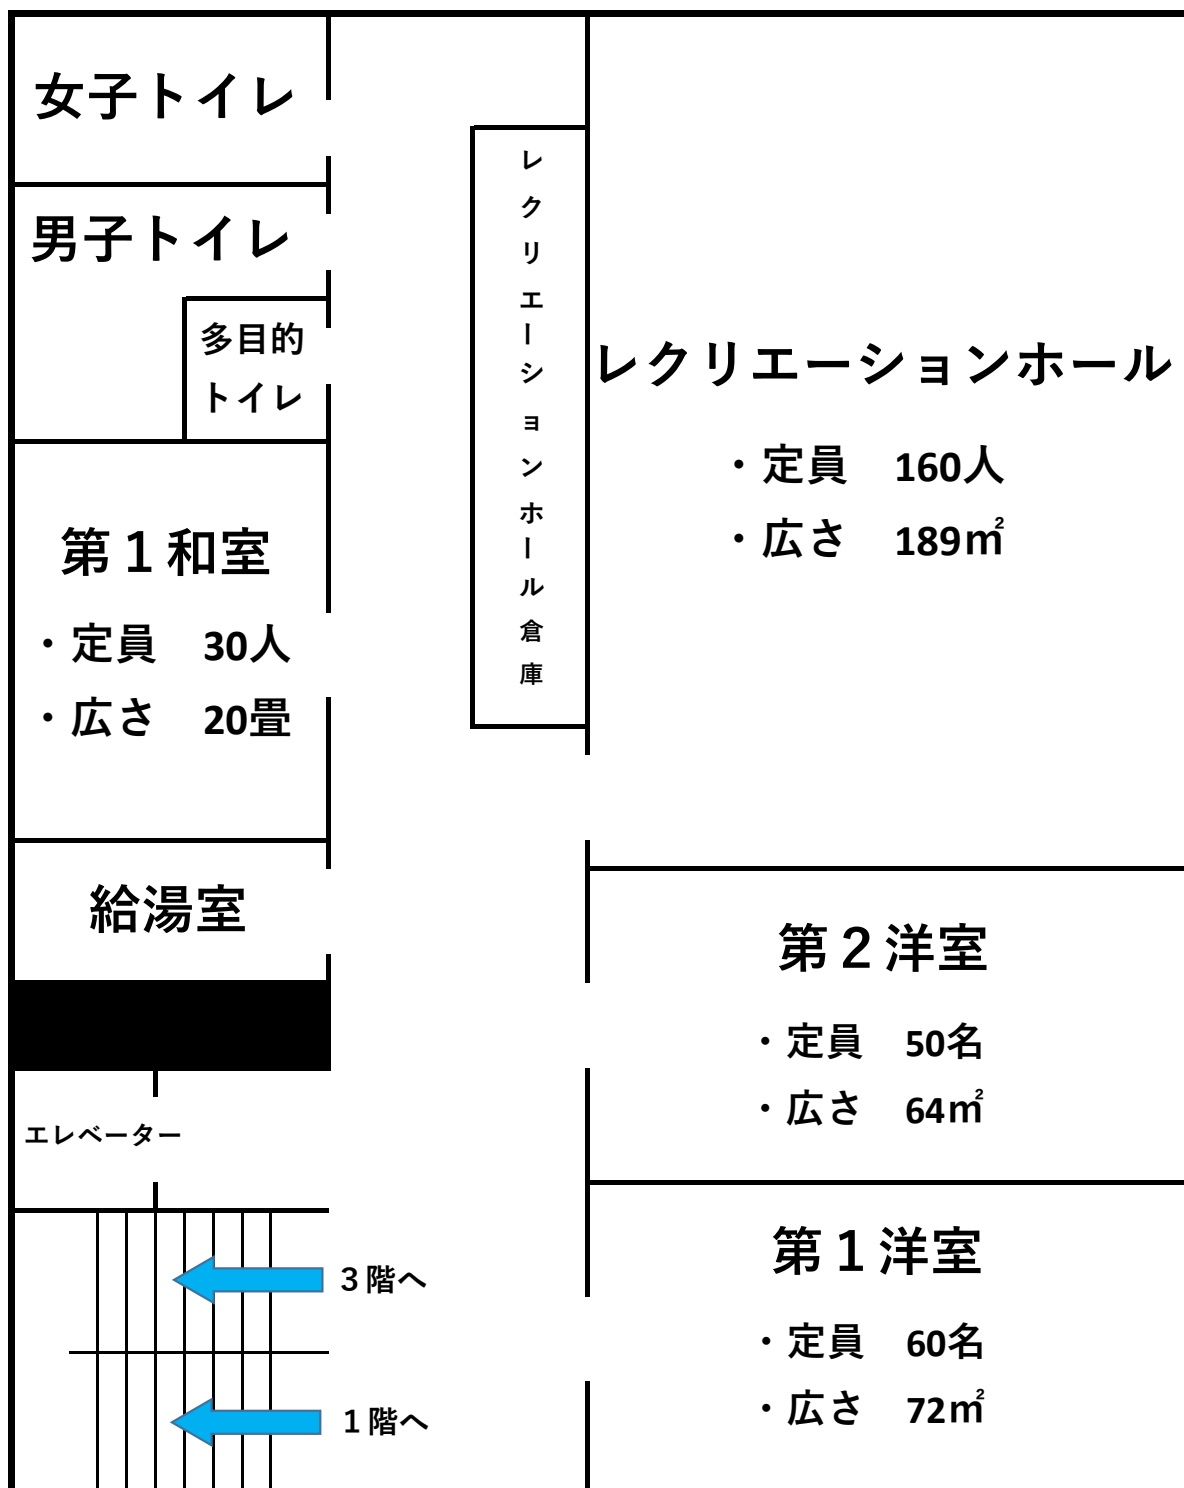 女子トイレ
男子トイレ
多目的
トイレ
第１和室
・定員　30人
・広さ　20畳
給湯室
エレベーター
３階へ
１階へ
レクリエーションホール倉庫
レクリエーションホール
・定員　160人
・広さ　189㎡
第２洋室
・定員　50名
・広さ　64㎡
第１洋室
・定員　60名
・広さ　72㎡